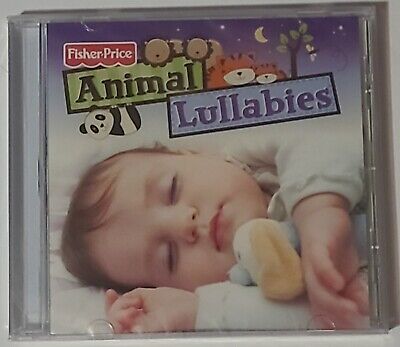 Fisher-Price
Animal
Lullabies